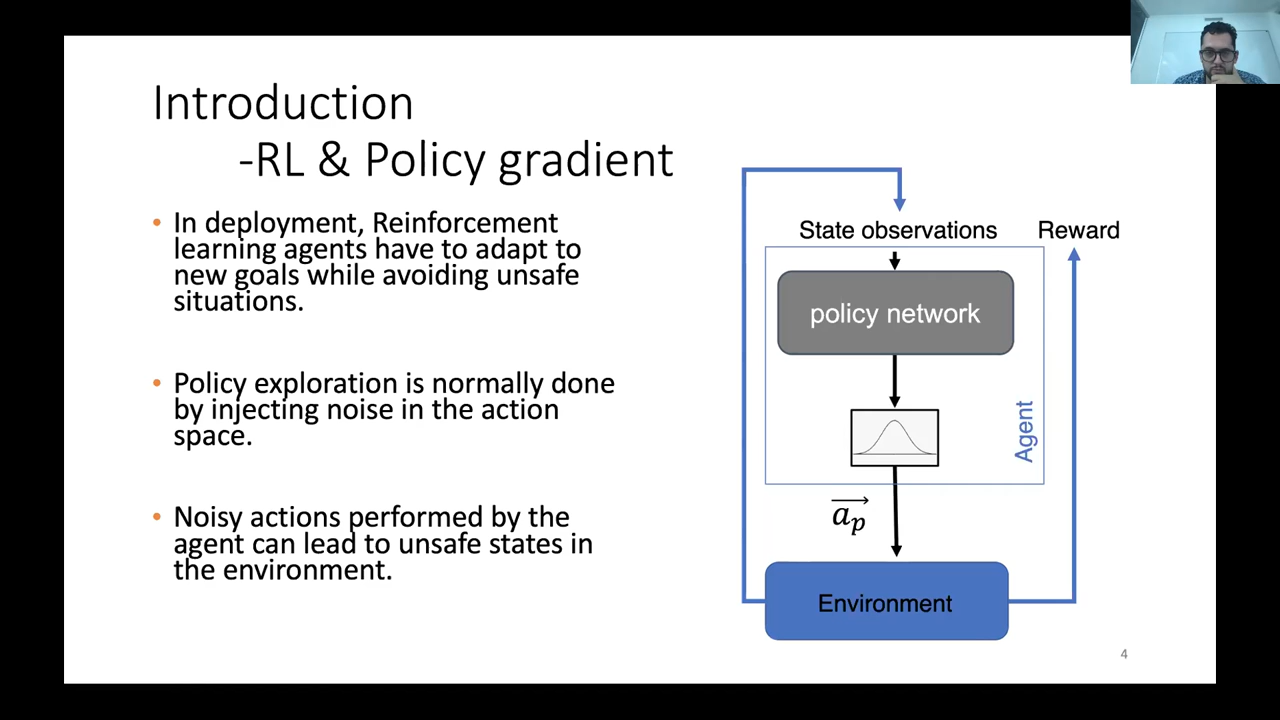 Introduction
-RL & Policy gradient
• In deployment, Reinforcement
learning agents have to adapt to
new goals while avoiding unsafe
situations.
• Policy exploration is normally done
by injecting noise in the action
space.
• Noisy actions performed by the
agent can lead to unsafe states in
the environment.
State observations
Reward
policy network
Agent
a_p
Environment
4